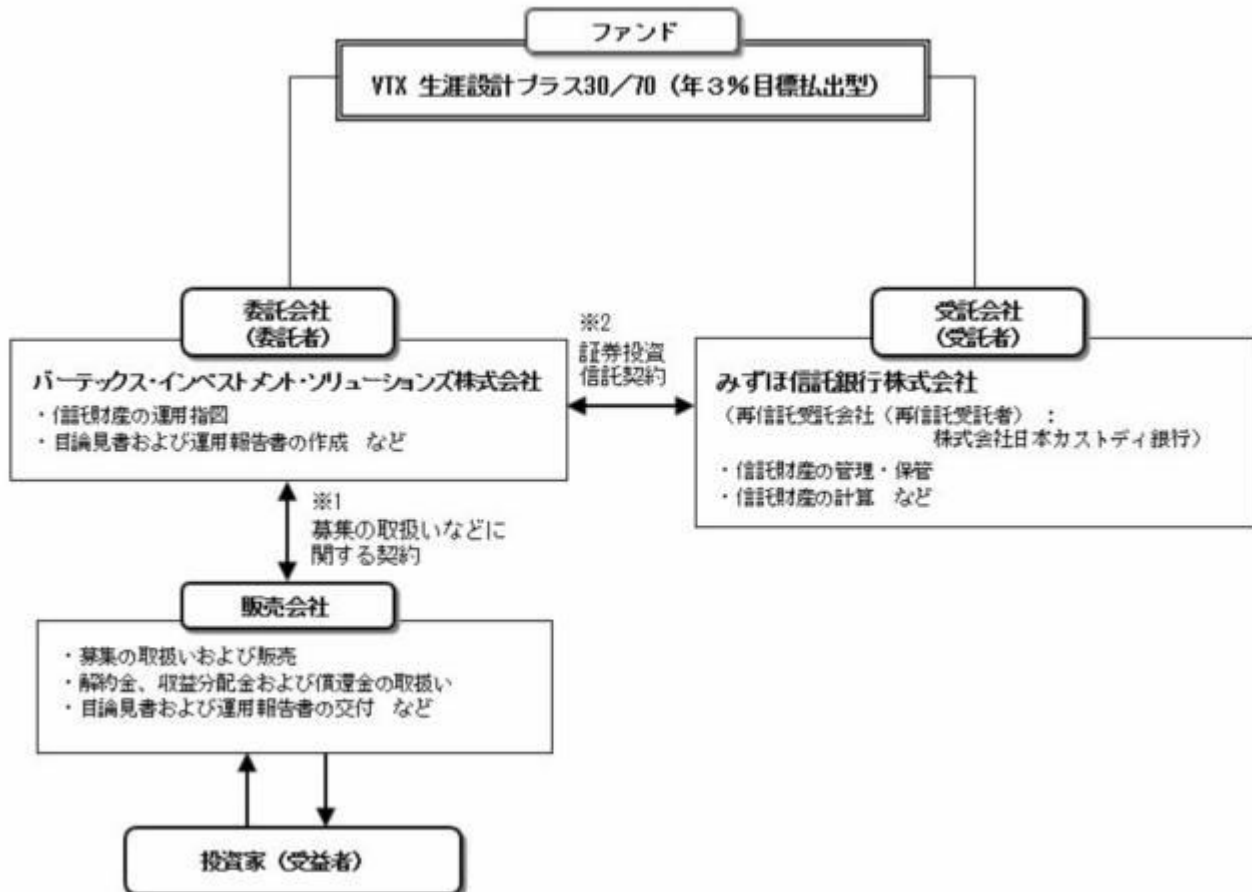 ファンド
VTX 生涯設計プラス30／70（年３％目標払出型）
委託会社
（委託者）
バーテックス・インベストメント・ソリューションズ株式会社
・信託財産の運用指図
・目論見書および運用報告書の作成　など
※2
証券投資
信託契約
受託会社
（受託者）
みずほ信託銀行株式会社
（再信託受託会社（再信託受託者）　：
株式会社日本カストディ銀行）
・信託財産の管理・保管
・信託財産の計算　など
※1
募集の取扱いなどに
関する契約
販売会社
・募集の取扱いおよび販売
・解約金、収益分配金および償還金の取扱い
・目論見書および運用報告書の交付　など
投資家（受益者）